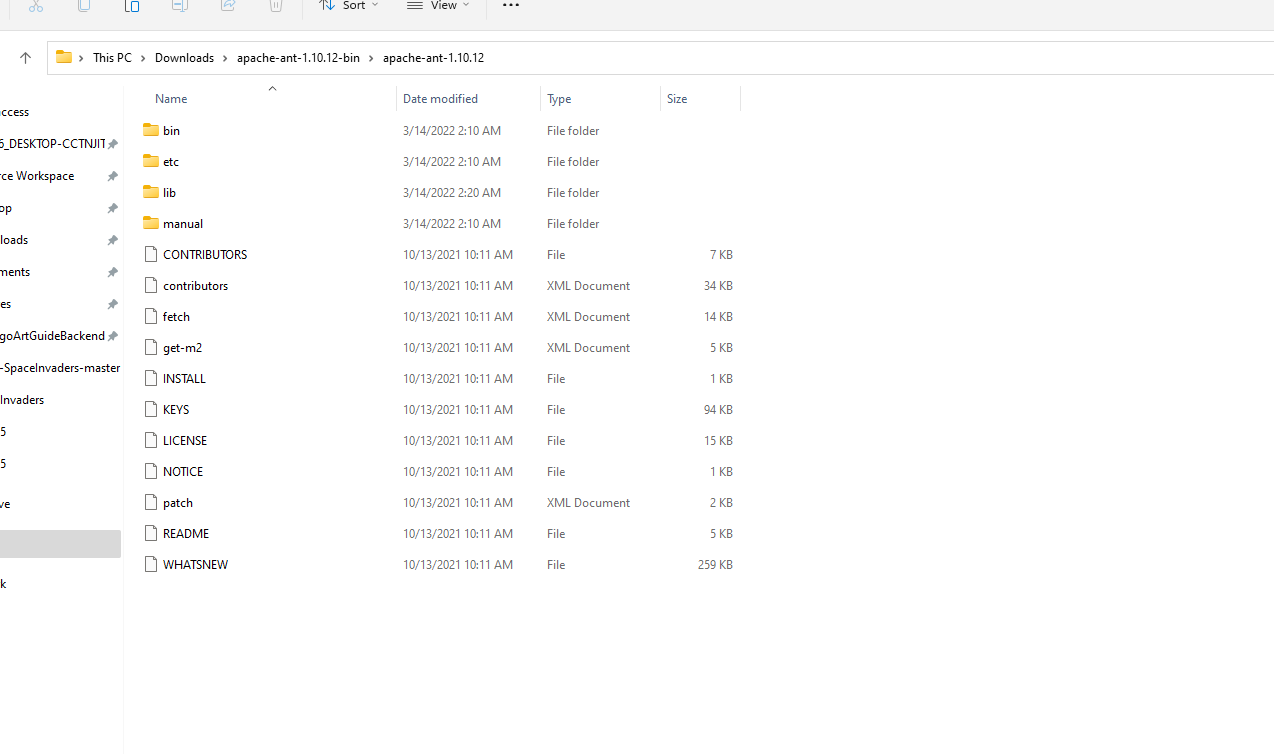 Sort View
This PC Downloads apache-ant-1.10.12-bin apache-ant-1.10.12
Name Date modified Type Size
ccess
6_DESKTOP-CCTNJIT
rce Workspace
op
loads
ments
es
goArtGuideBackend
-SpaceInvaders-master
Invaders
5
5
ve
k
bin 3/14/2022 2:10 AM File folder
etc 3/14/2022 2:10 AM File folder
lib 3/14/2022 2:20 AM File folder
manual 3/14/2022 2:10 AM File folder
CONTRIBUTORS 10/13/2021 10:11 AM File 7 KB
contributors 10/13/2021 10:11 AM XML Document 34 KB
fetch 10/13/2021 10:11 AM XML Document 14 KB
get-m2 10/13/2021 10:11 AM XML Document 5 KB
INSTALL 10/13/2021 10:11 AM File 1 KB
KEYS 10/13/2021 10:11 AM File 94 KB
LICENSE 10/13/2021 10:11 AM File 15 KB
NOTICE 10/13/2021 10:11 AM File 1 KB
patch 10/13/2021 10:11 AM XML Document 2 KB
README 10/13/2021 10:11 AM File 5 KB
WHATSNEW 10/13/2021 10:11 AM File 259 KB